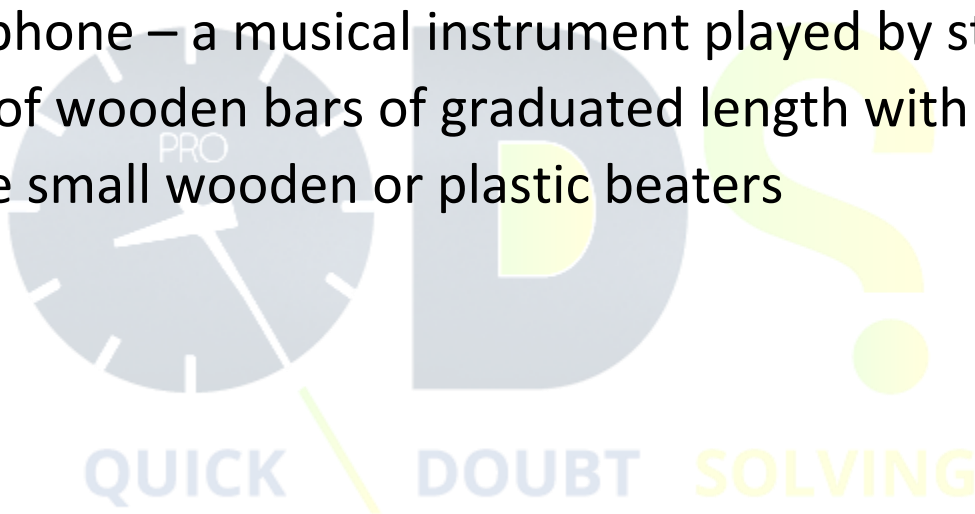 phone – a musical instrument played by st
of wooden bars of graduated length with
PRO
e small wooden or plastic beaters
QUICK DOUBT SOLVING